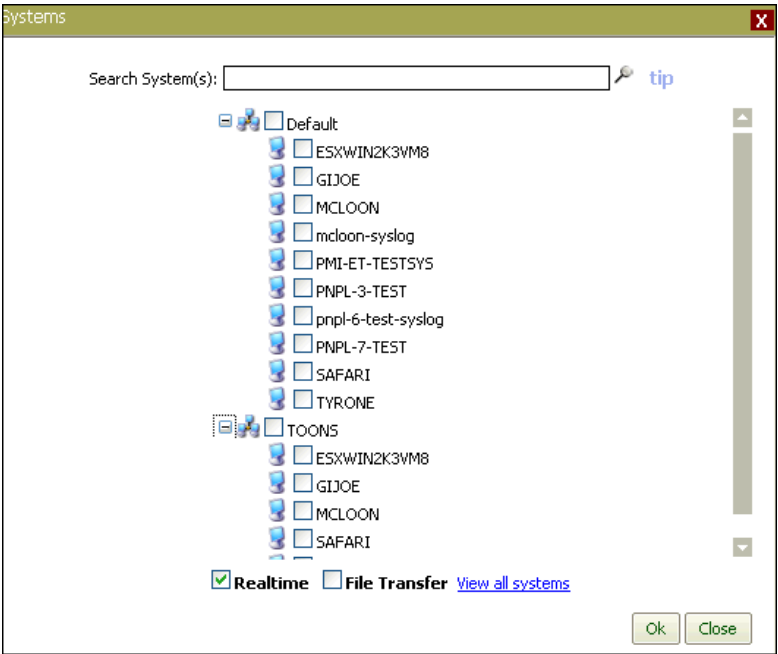 Systems
X
Search System(s): tip
Default
ESXWIN2K3VM8
GIJOE
MCLOON
mcloon-syslog
PMI-ET-TESTSYS
PNPL-3-TEST
pnpl-6-test-syslog
PNPL-7-TEST
SAFARI
TYRONE
TOONS
ESXWIN2K3VM8
GIJOE
MCLOON
SAFARI
Realtime File Transfer View all systems
Ok Close